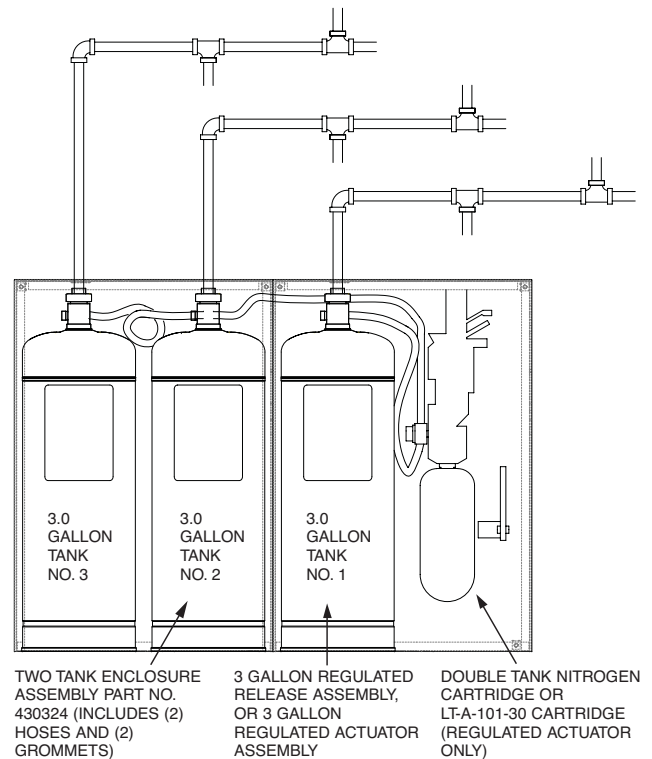 3.0
GALLON
TANK
NO. 3
3.0
GALLON
TANK
NO. 2
3.0
GALLON
TANK
NO. 1
TWO TANK ENCLOSURE
ASSEMBLY PART NO.
430324 (INCLUDES (2)
HOSES AND (2)
GROMMETS)
3 GALLON REGULATED
RELEASE ASSEMBLY,
OR 3 GALLON
REGULATED ACTUATOR
ASSEMBLY
DOUBLE TANK NITROGEN
CARTRIDGE OR
LT-A-101-30 CARTRIDGE
(REGULATED ACTUATOR
ONLY)